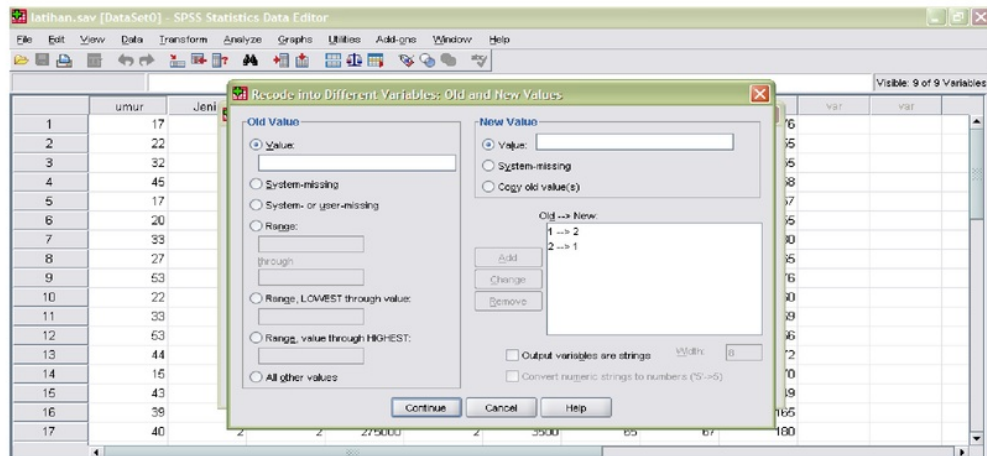 latihan.sav [DataSet0] - SPSS Statistics Data Editor
File Edit View Data Transform Analyze Graphs Utilities Add-ons Window Help
Visible: 9 of 9 Variables
umur Jeni var var
Recode into Different Variables: Old and New Values
Old Value
Value:
System-missing
System- or user-missing
Range:
through
Range, LOWEST through value:
Range, value through HIGHEST:
All other values
New Value
Value:
System-missing
Copy old value(s)
Old --> New:
1 --> 2
2 --> 1
Add
Change
Remove
Output variables are strings Width: 8
Convert numeric strings to numbers ('5'->5)
Continue Cancel Help
1 17
2 22
3 32
4 45
5 17
6 20
7 33
8 27
9 53
10 22
11 33
12 53
13 44
14 15
15 43
16 39 165
17 40 2 2 275000 2 3500 65 67 180